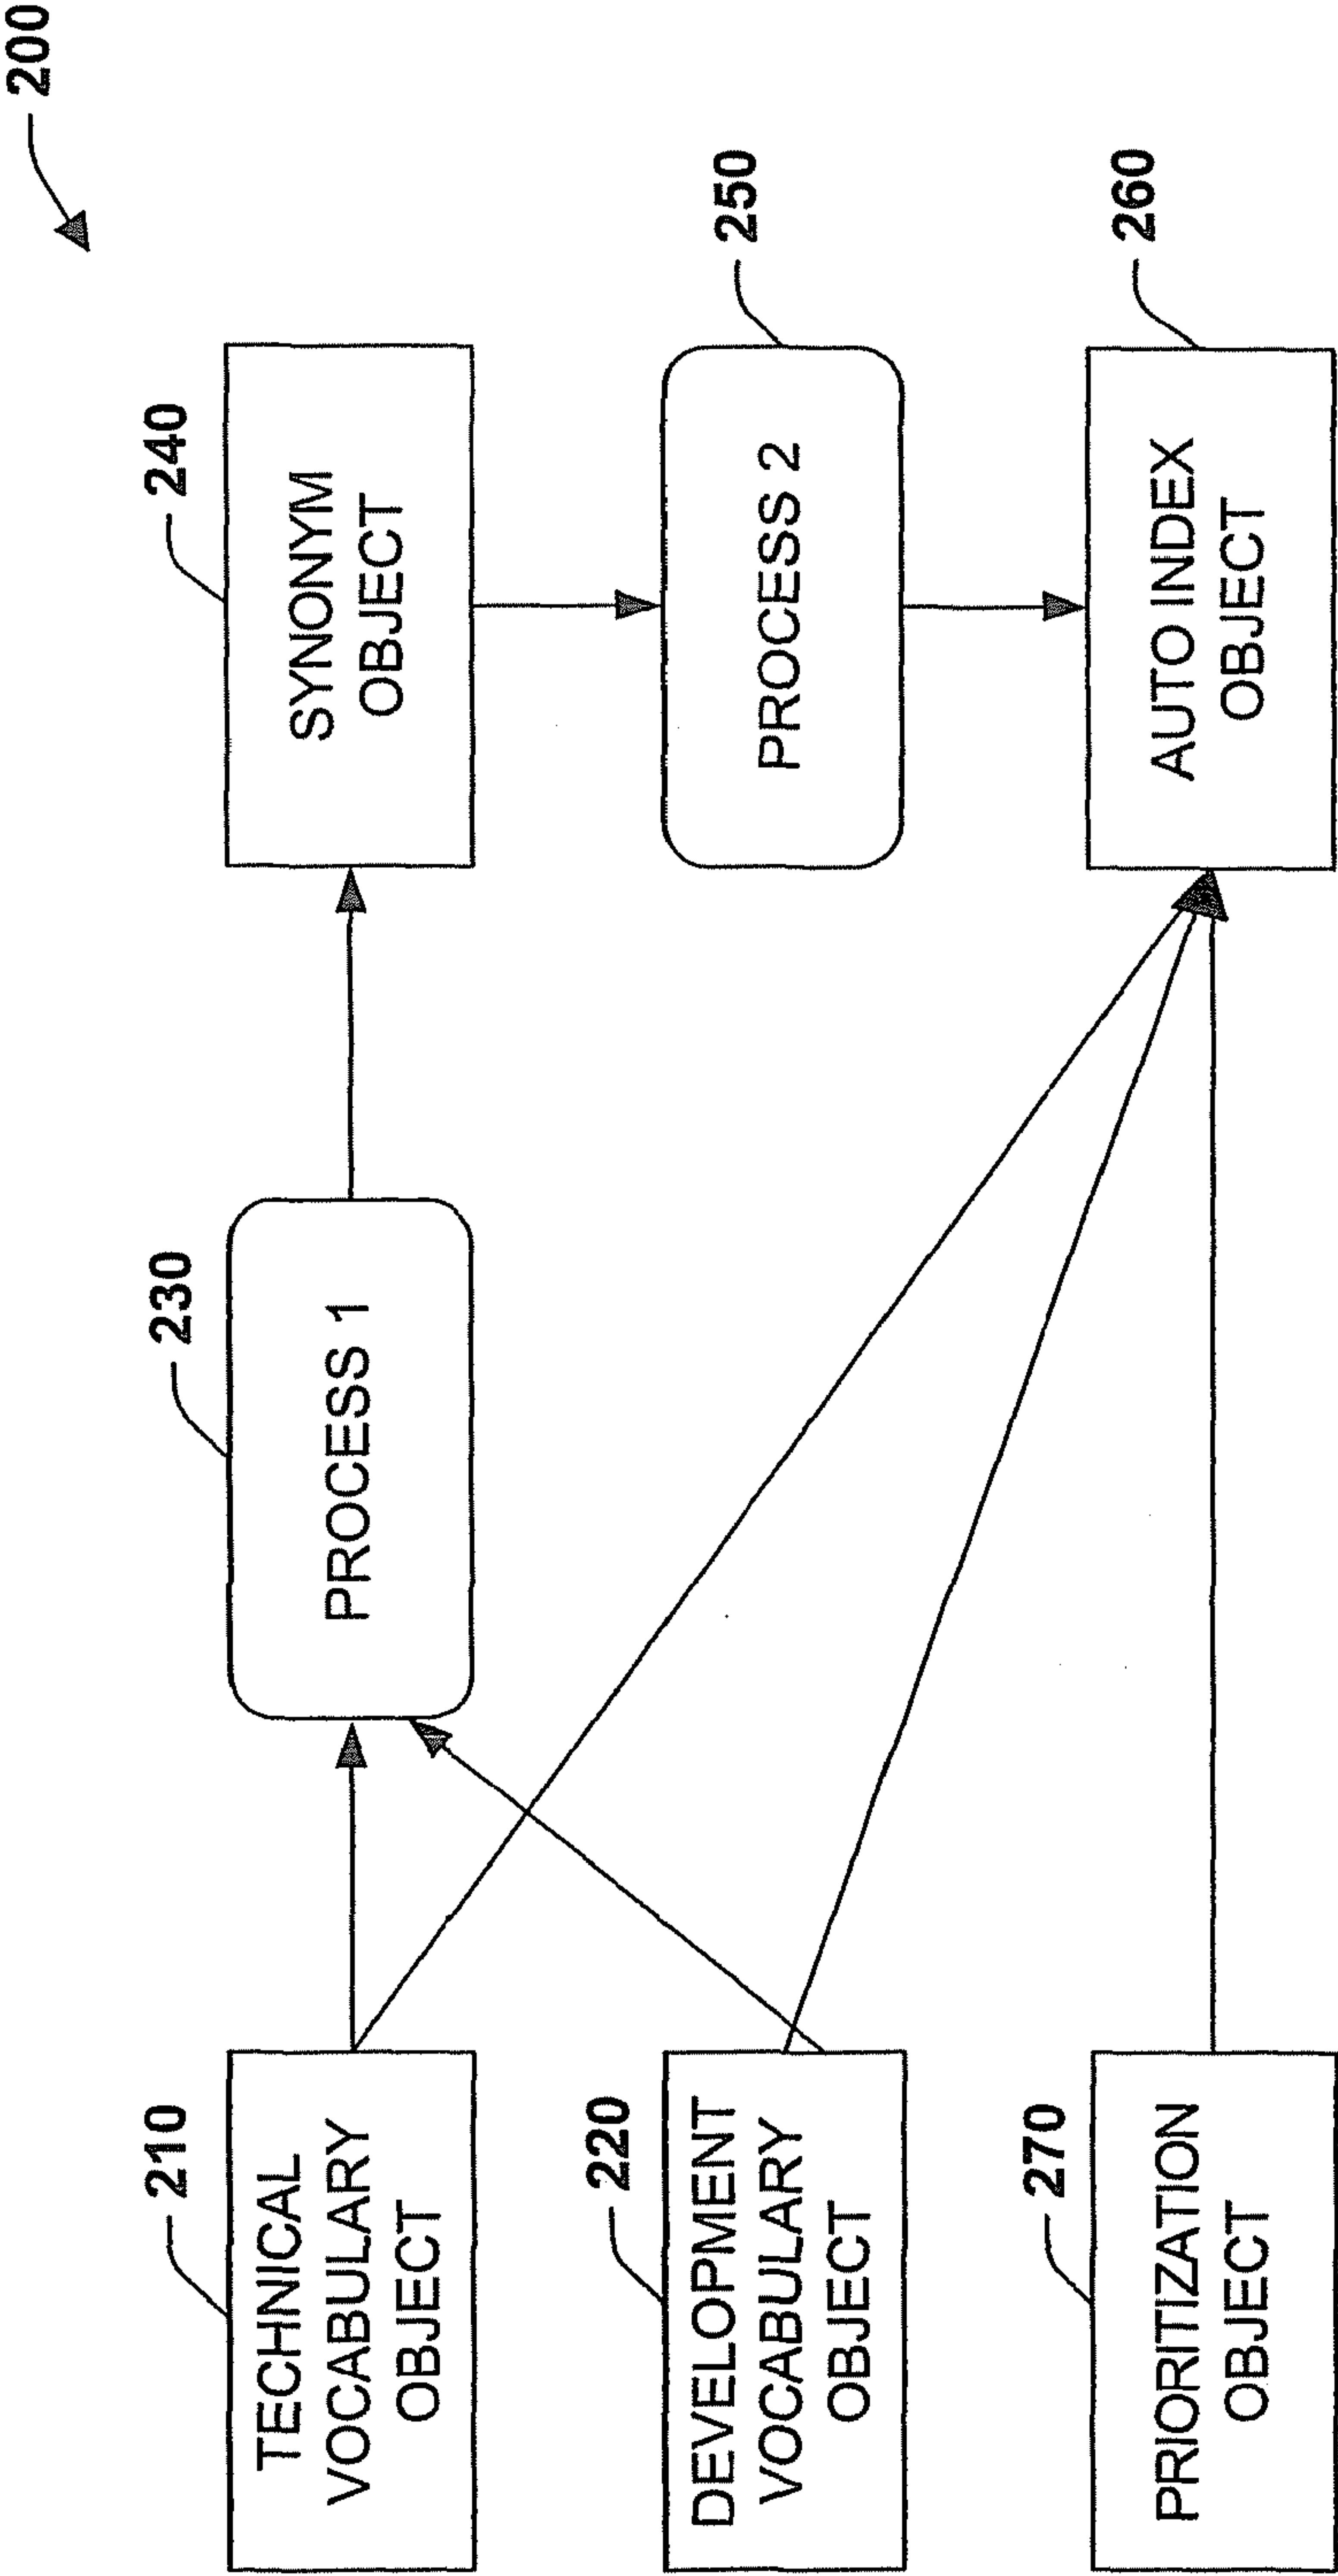 200
210
TECHNICAL
VOCABULARY
OBJECT
230
PROCESS 1
240
SYNONYM
OBJECT
220
DEVELOPMENT
VOCABULARY
OBJECT
250
PROCESS 2
270
PRIORITIZATION
OBJECT
260
AUTO INDEX
OBJECT